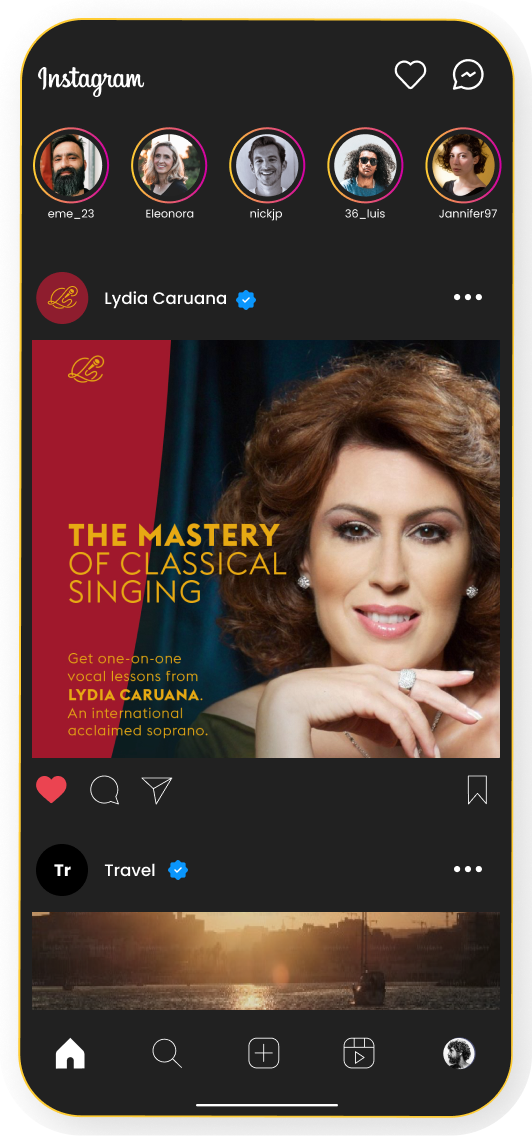 Instagram
eme_23
Eleonora
nickjp
36_luis
Jannifer97
Lydia Caruana
THE MASTERY
OF CLASSICAL
SINGING
Get one-on-one
vocal lessons from
LYDIA CARUANA.
An international
acclaimed soprano.
Tr
Travel